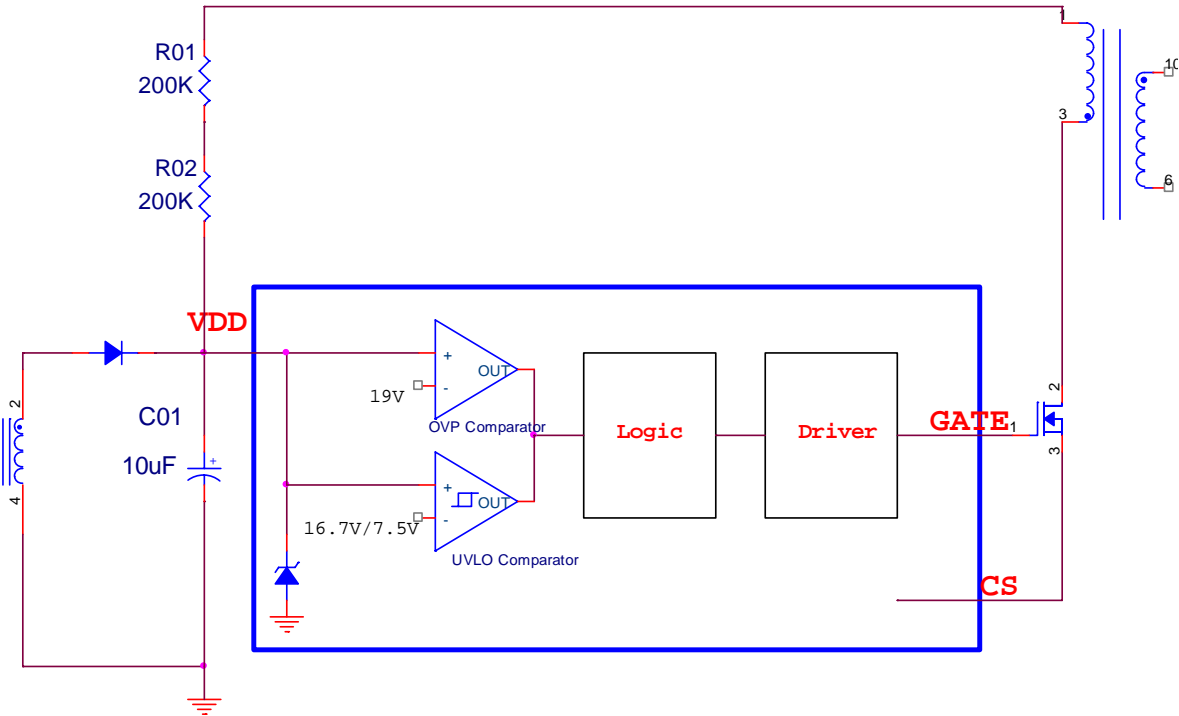 1
R01
200K
10
3
R02
200K
6
VDD
+
OUT
-
19V
OVP Comparator
2
C01
10uF
+
4
Logic
Driver
GATE
1
2
3
+
OUT
-
16.7V/7.5V
UVLO Comparator
CS